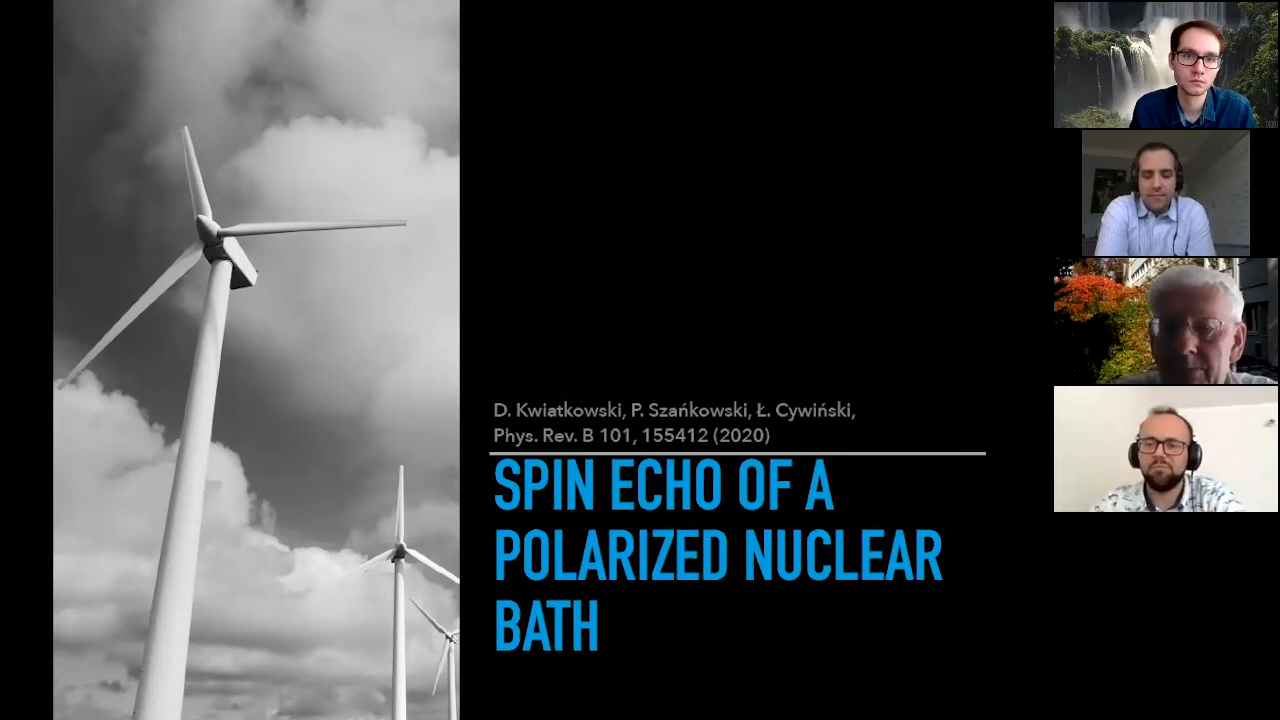 D. Kwiatkowski, P. Szańkowski, Ł. Cywiński,
Phys. Rev. B 101, 155412 (2020)
SPIN ECHO OF A
POLARIZED NUCLEAR
BATH